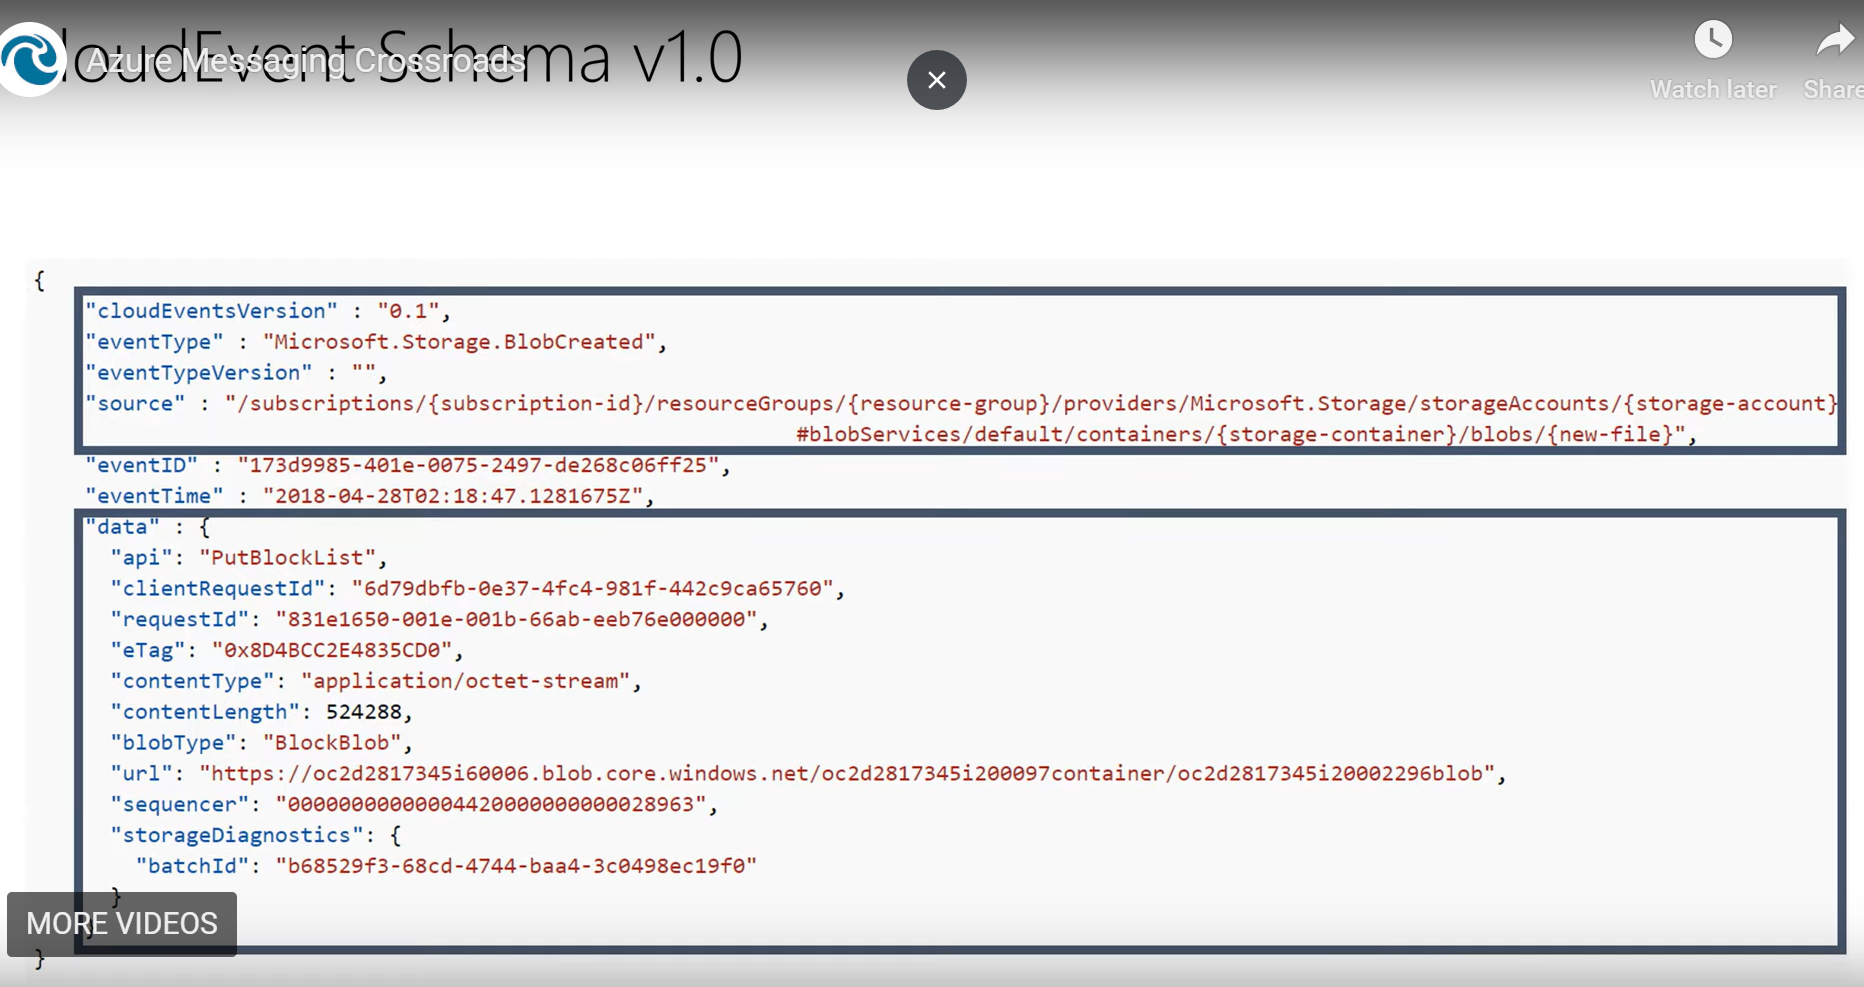 loudEvent Schema v1.0
Azure Messaging Crossroads
Watch later
Share
{
"cloudEventsVersion" : "0.1",
"eventType" : "Microsoft.Storage.BlobCreated",
"eventTypeVersion" : "",
"source" : "/subscriptions/{subscription-id}/resourceGroups/{resource-group}/providers/Microsoft.Storage/storageAccounts/{storage-account}
#blobServices/default/containers/{storage-container}/blobs/{new-file}",
"eventID" : "173d9985-401e-0075-2497-de268c06ff25",
"eventTime" : "2018-04-28T02:18:47.1281675Z",
"data" : {
"api": "PutBlockList",
"clientRequestId": "6d79dbfb-0e37-4fc4-981f-442c9ca65760",
"requestId": "831e1650-001e-001b-66ab-eeb76e000000",
"eTag": "0x8D4BCC2E4835CD0",
"contentType": "application/octet-stream",
"contentLength": 524288,
"blobType": "BlockBlob",
"url": "https://oc2d2817345i60006.blob.core.windows.net/oc2d2817345i200097container/oc2d2817345i20002296blob",
"sequencer": "00000000000004420000000000028963",
"storageDiagnostics": {
"batchId": "b68529f3-68cd-4744-baa4-3c0498ec19f0"
}
}
MORE VIDEOS
}